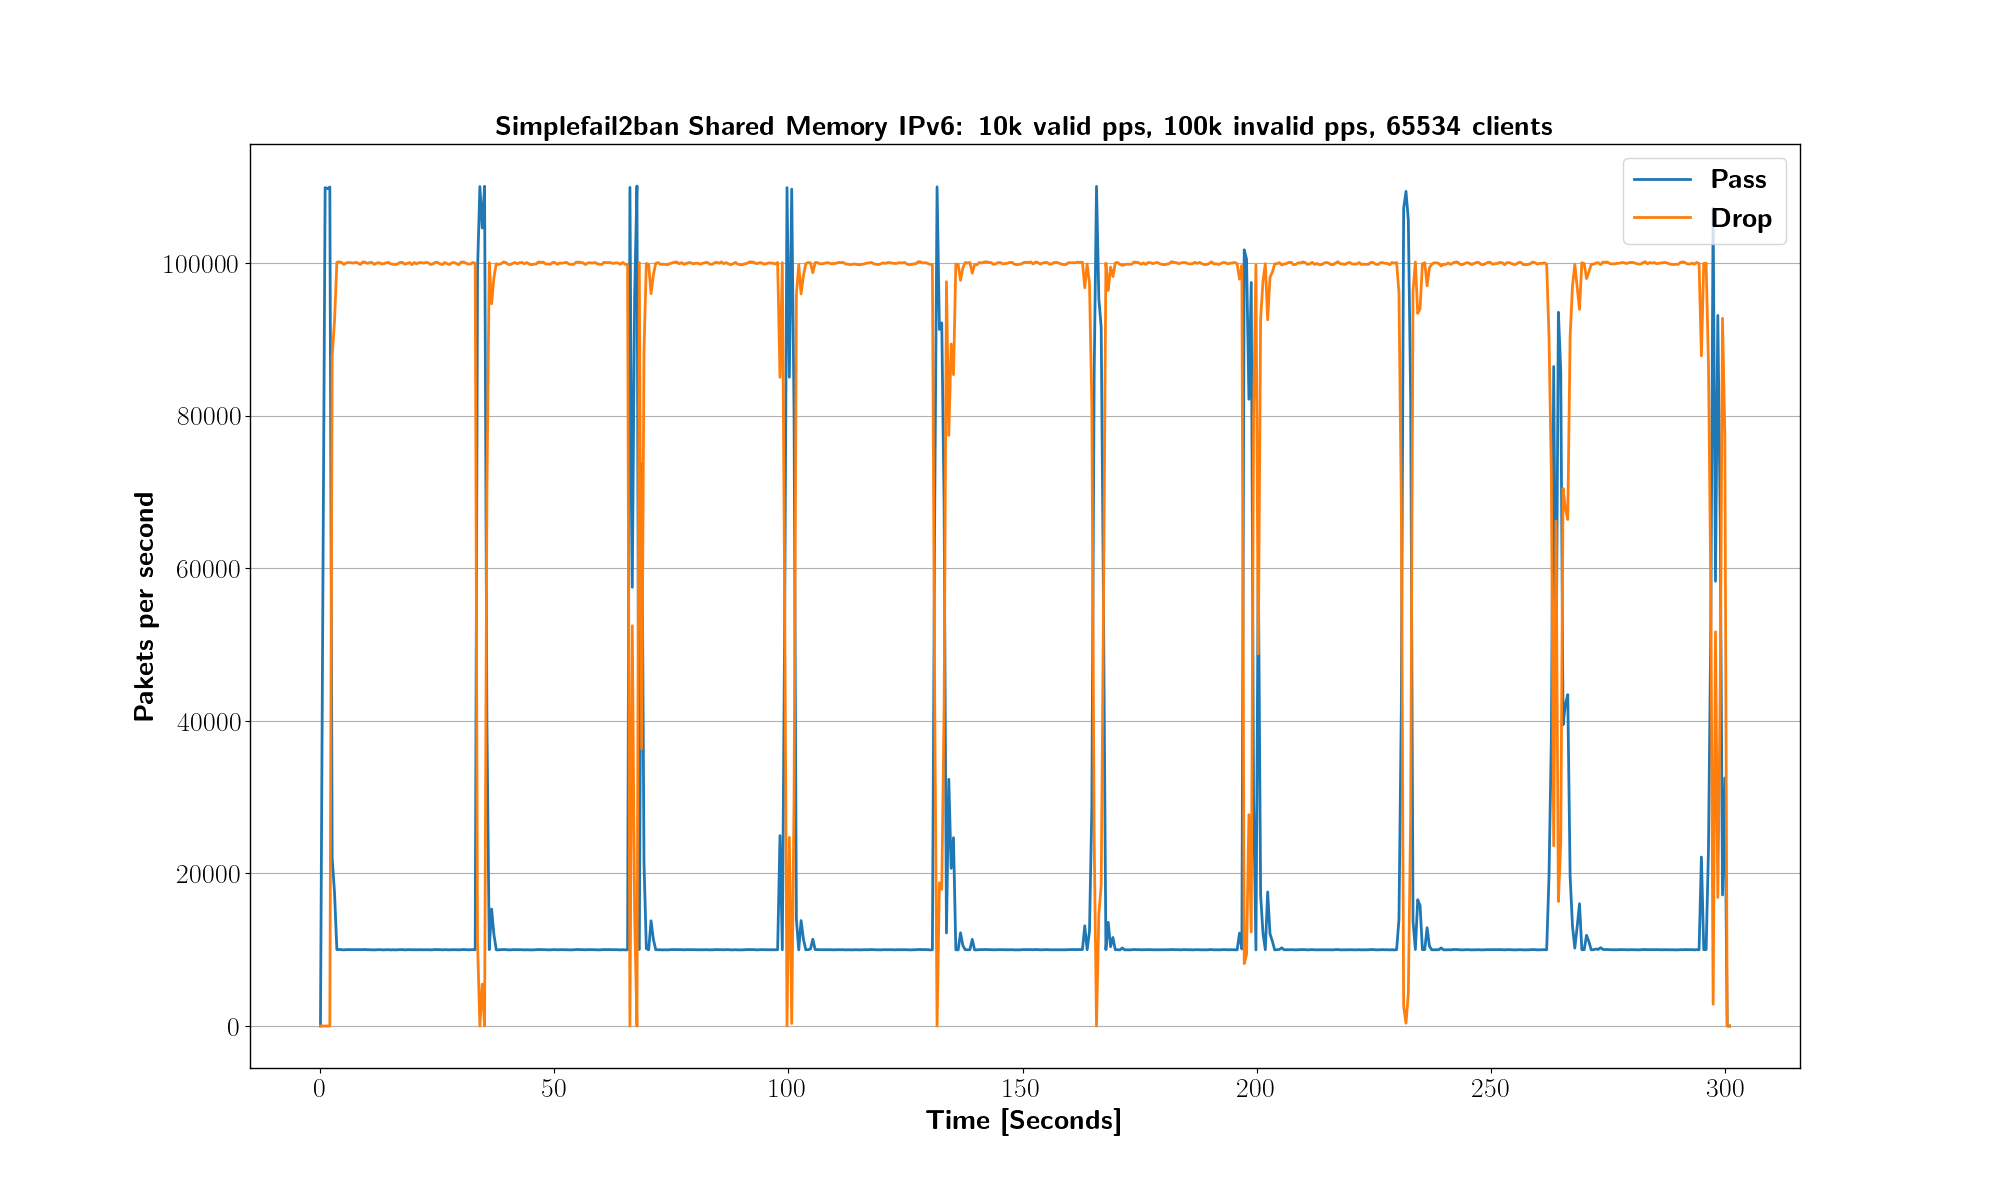 Simplefail2ban Shared Memory IPv6: 10k valid pps, 100k invalid pps, 65534 clients
Pass
Drop
Pakets per second
100000
80000
60000
40000
20000
0
0 50 100 150 200 250 300
Time [Seconds]